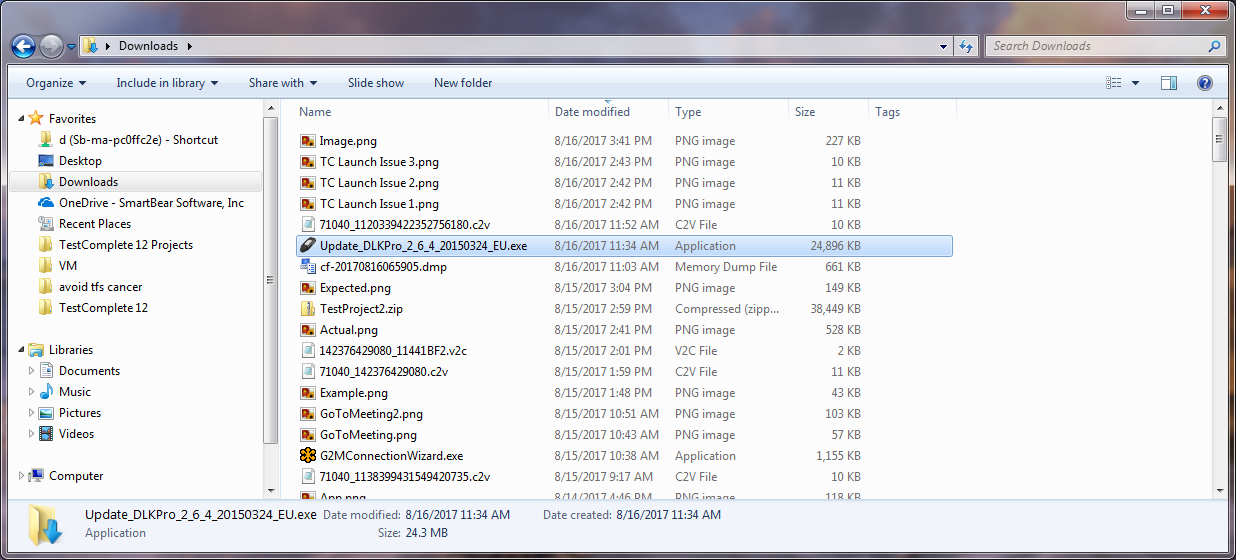 Downloads
Search Downloads
Organize Include in library Share with Slide show New folder
Favorites
d (Sb-ma-pc0ffc2e) - Shortcut
Desktop
Downloads
OneDrive - SmartBear Software, Inc
Recent Places
TestComplete 12 Projects
VM
avoid tfs cancer
TestComplete 12
Libraries
Documents
Music
Pictures
Videos
Computer
Name Date modified Type Size Tags
Image.png 8/16/2017 3:41 PM PNG image 227 KB
TC Launch Issue 3.png 8/16/2017 2:43 PM PNG image 10 KB
TC Launch Issue 2.png 8/16/2017 2:42 PM PNG image 11 KB
TC Launch Issue 1.png 8/16/2017 2:42 PM PNG image 10 KB
71040_1120339422352756180.c2v 8/16/2017 11:52 AM C2V File 10 KB
Update_DLKPro_2_6_4_20150324_EU.exe 8/16/2017 11:34 AM Application 24,896 KB
cf-20170816065905.dmp 8/16/2017 11:03 AM Memory Dump File 661 KB
Expected.png 8/15/2017 3:04 PM PNG image 149 KB
TestProject2.zip 8/15/2017 2:59 PM Compressed (zipp... 38,449 KB
Actual.png 8/15/2017 2:41 PM PNG image 528 KB
142376429080_11441BF2.v2c 8/15/2017 2:01 PM V2C File 2 KB
71040_142376429080.c2v 8/15/2017 1:59 PM C2V File 11 KB
Example.png 8/15/2017 1:48 PM PNG image 43 KB
GoToMeeting2.png 8/15/2017 10:51 AM PNG image 103 KB
GoToMeeting.png 8/15/2017 10:43 AM PNG image 57 KB
G2MConnectionWizard.exe 8/15/2017 10:38 AM Application 1,155 KB
71040_1138399431549420735.c2v 8/15/2017 9:17 AM C2V File 10 KB
App.png 8/14/2017 4:46 PM PNG image 118 KB
Update_DLKPro_2_6_4_20150324_EU.exe Date modified: 8/16/2017 11:34 AM Date created: 8/16/2017 11:34 AM
Application Size: 24.3 MB